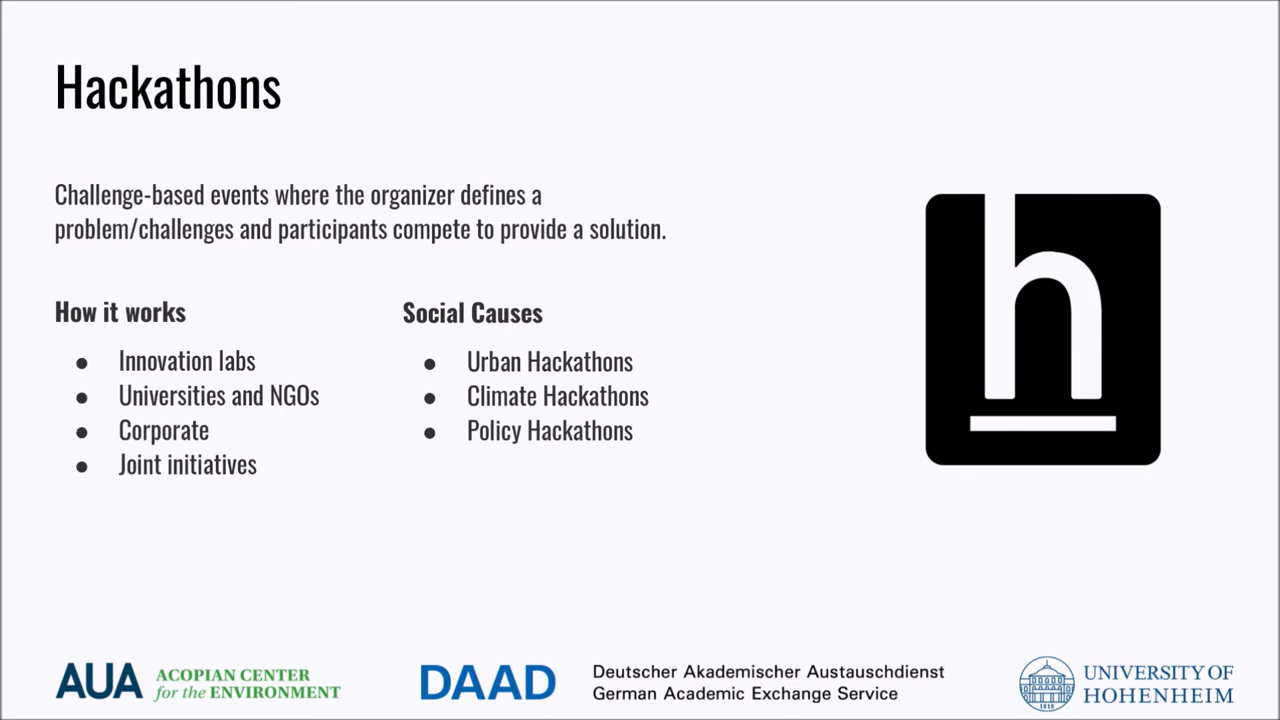 Hackathons
Challenge-based events where the organizer defines a
problem/challenges and participants compete to provide a solution.
How it works
● Innovation labs
● Universities and NGOs
● Corporate
● Joint initiatives
Social Causes
● Urban Hackathons
● Climate Hackathons
● Policy Hackathons
h
AUA ACOPIAN CENTER
for the ENVIRONMENT
DAAD Deutscher Akademischer Austauschdienst
German Academic Exchange Service
1818
UNIVERSITY OF
HOHENHEIM